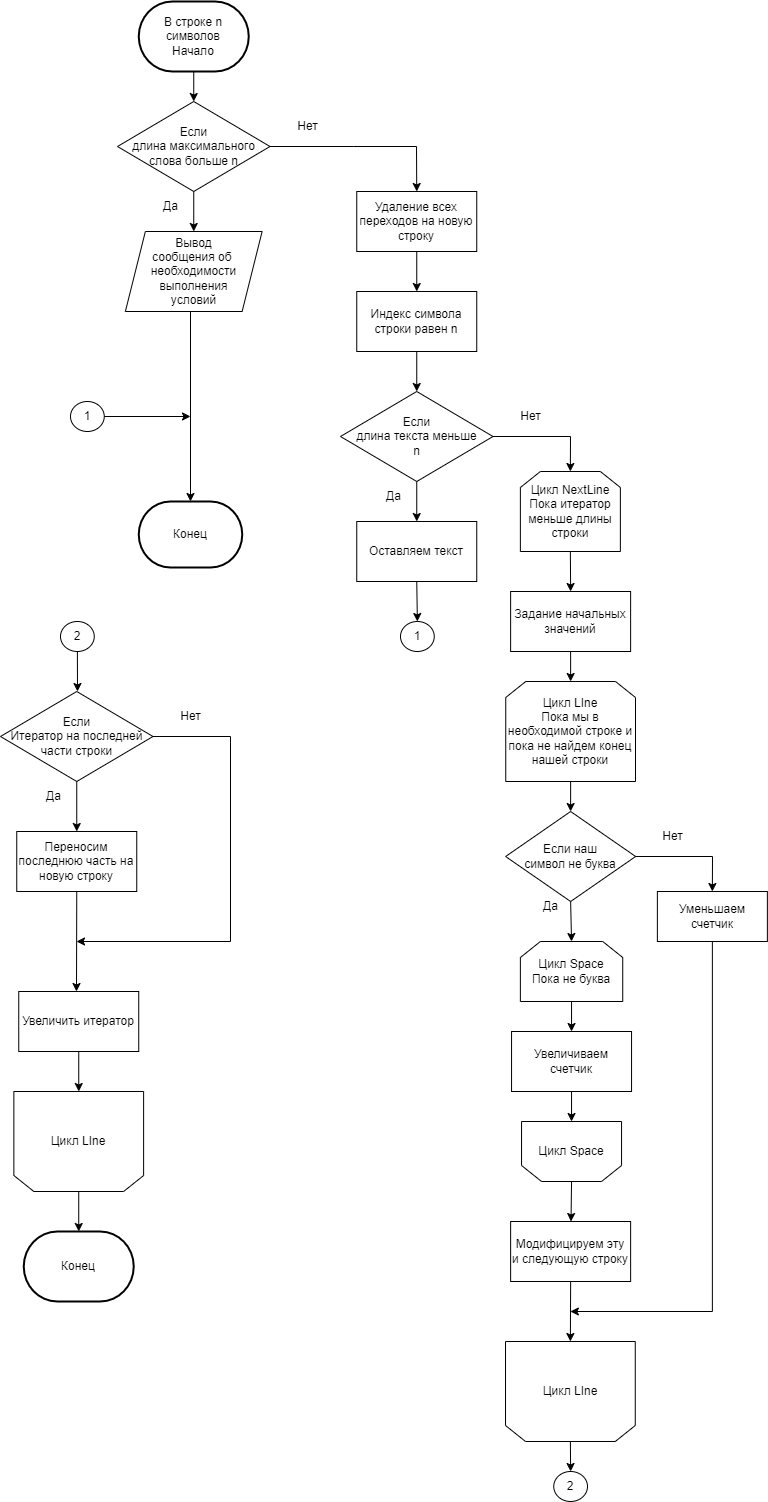 В строке n
символов
Начало
Если
длина максимального
слова больше n
Нет
Да
Вывод
сообщения об
необходимости
выполнения
условий
1
Конец
Удаление всех
переходов на новую
строку
Индекс символа
строки равен n
Если
длина текста меньше
n
Нет
Да
Оставляем текст
1
Цикл NextLine
Пока итератор
меньше длины
строки
Задание начальных
значений
Цикл LIne
Пока мы в
необходимой строке и
пока не найдем конец
нашей строки
Если наш
символ не буква
Нет
Да
Уменьшаем
счетчик
Цикл Space
Пока не буква
Увеличиваем
счетчик
Цикл Space
Модифицируем эту
и следующую строку
Цикл LIne
2
2
Если
Итератор на последней
части строки
Нет
Да
Переносим
последнюю часть на
новую строку
Увеличить итератор
Цикл LIne
Конец